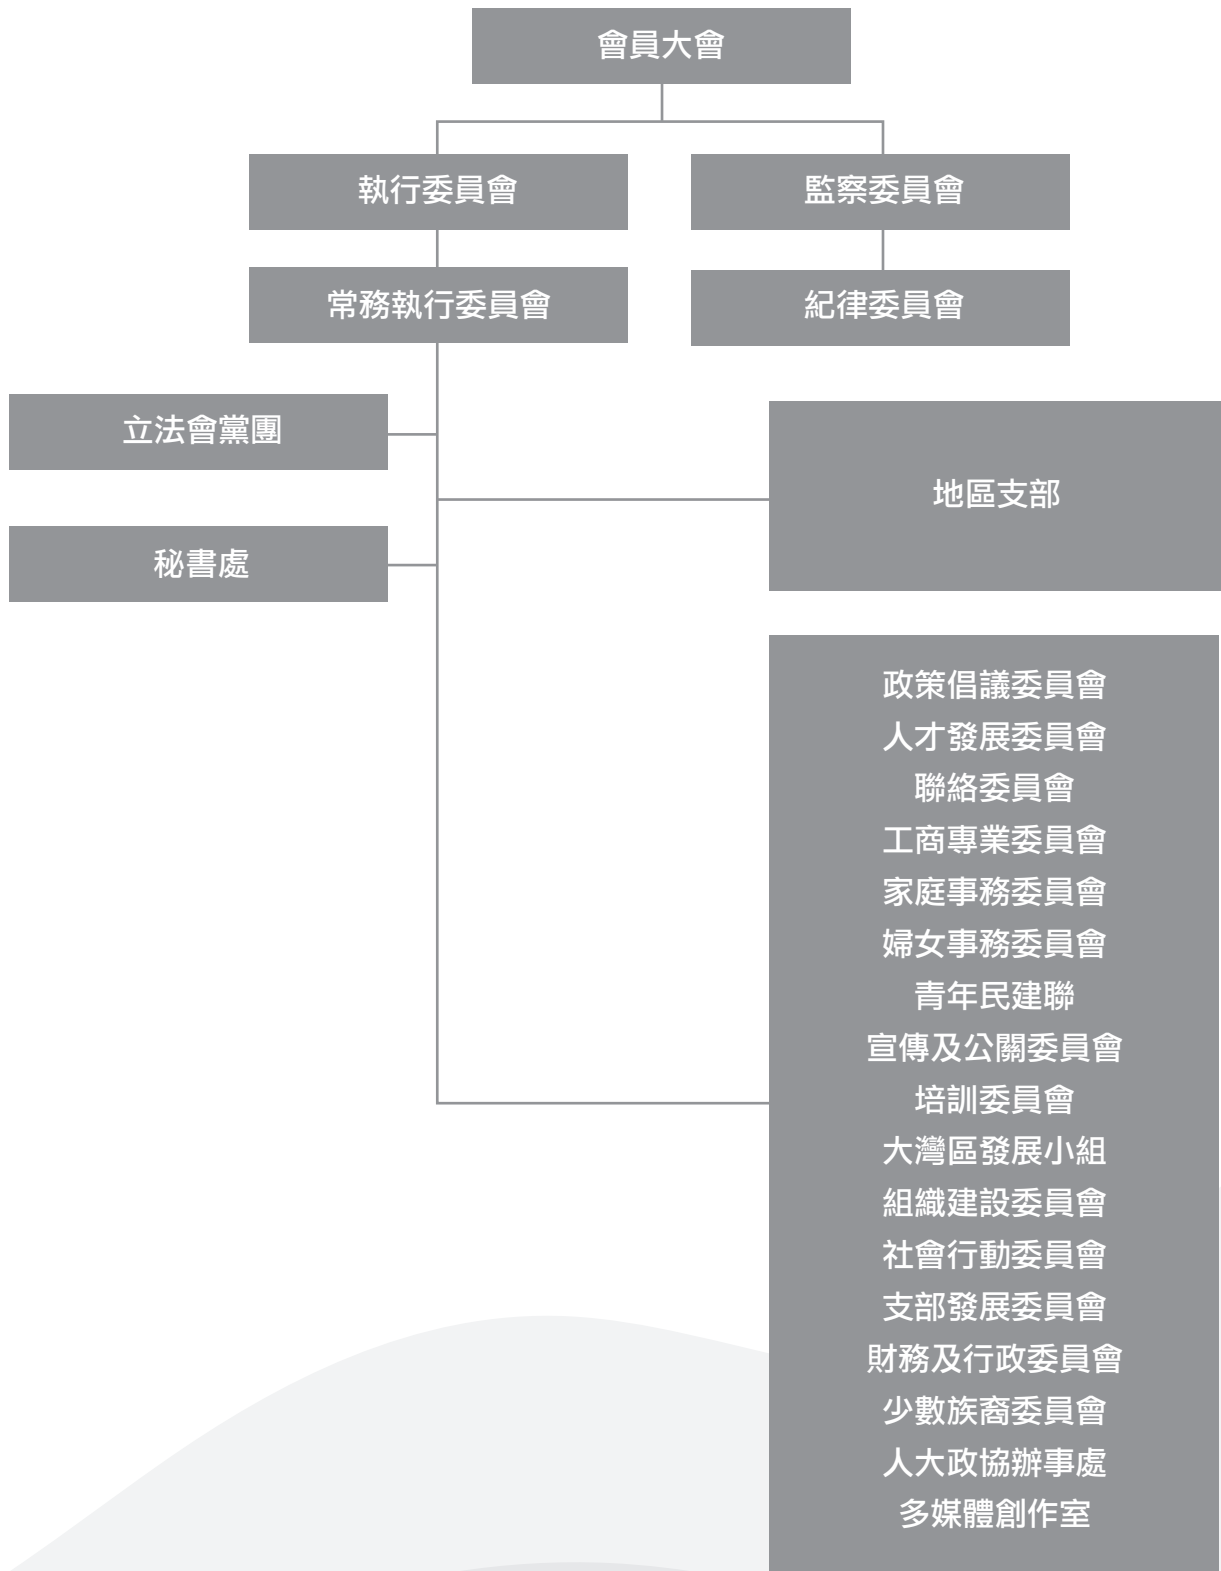 會員大會
執行委員會
監察委員會
常務執行委員會
紀律委員會
立法會黨團
地區支部
秘書處
政策倡議委員會
人才發展委員會
聯絡委員會
工商專業委員會
家庭事務委員會
婦女事務委員會
青年民建聯
宣傳及公關委員會
培訓委員會
大灣區發展小組
組織建設委員會
社會行動委員會
支部發展委員會
財務及行政委員會
少數族裔委員會
人大政協辦事處
多媒體創作室